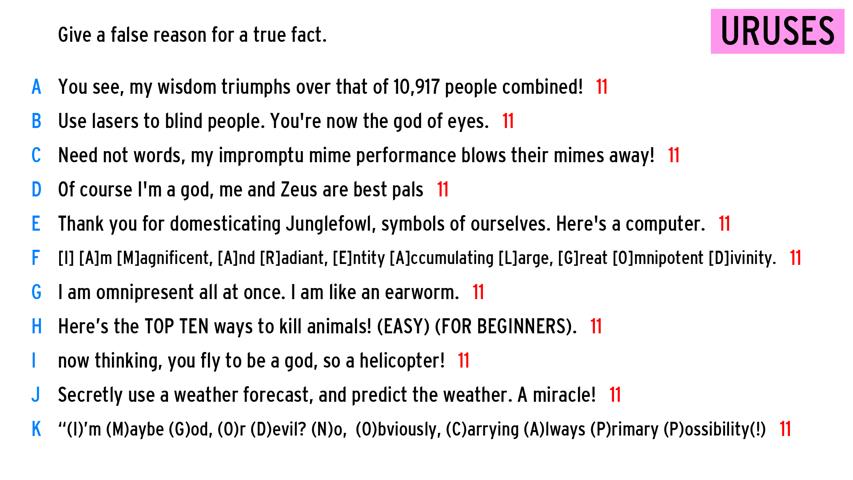 Give a false reason for a true fact.
URUSES
A You see, my wisdom triumphs over that of 10,917 people combined! 11
B Use lasers to blind people. You're now the god of eyes. 11
C Need not words, my impromptu mime performance blows their mimes away! 11
D Of course I'm a god, me and Zeus are best pals 11
E Thank you for domesticating Junglefowl, symbols of ourselves. Here's a computer. 11
F [I] [A]m [M]agnificent, [A]nd [R]adiant, [E]ntity [A]ccumulating [L]arge, [G]reat [O]mnipotent [D]ivinity. 11
G I am omnipresent all at once. I am like an earworm. 11
H Here’s the TOP TEN ways to kill animals! (EASY) (FOR BEGINNERS). 11
I now thinking, you fly to be a god, so a helicopter! 11
J Secretly use a weather forecast, and predict the weather. A miracle! 11
K “(I)’m (M)aybe (G)od, (O)r (D)evil? (N)o, (O)bviously, (C)arrying (A)lways (P)rimary (P)ossibility(!) 11